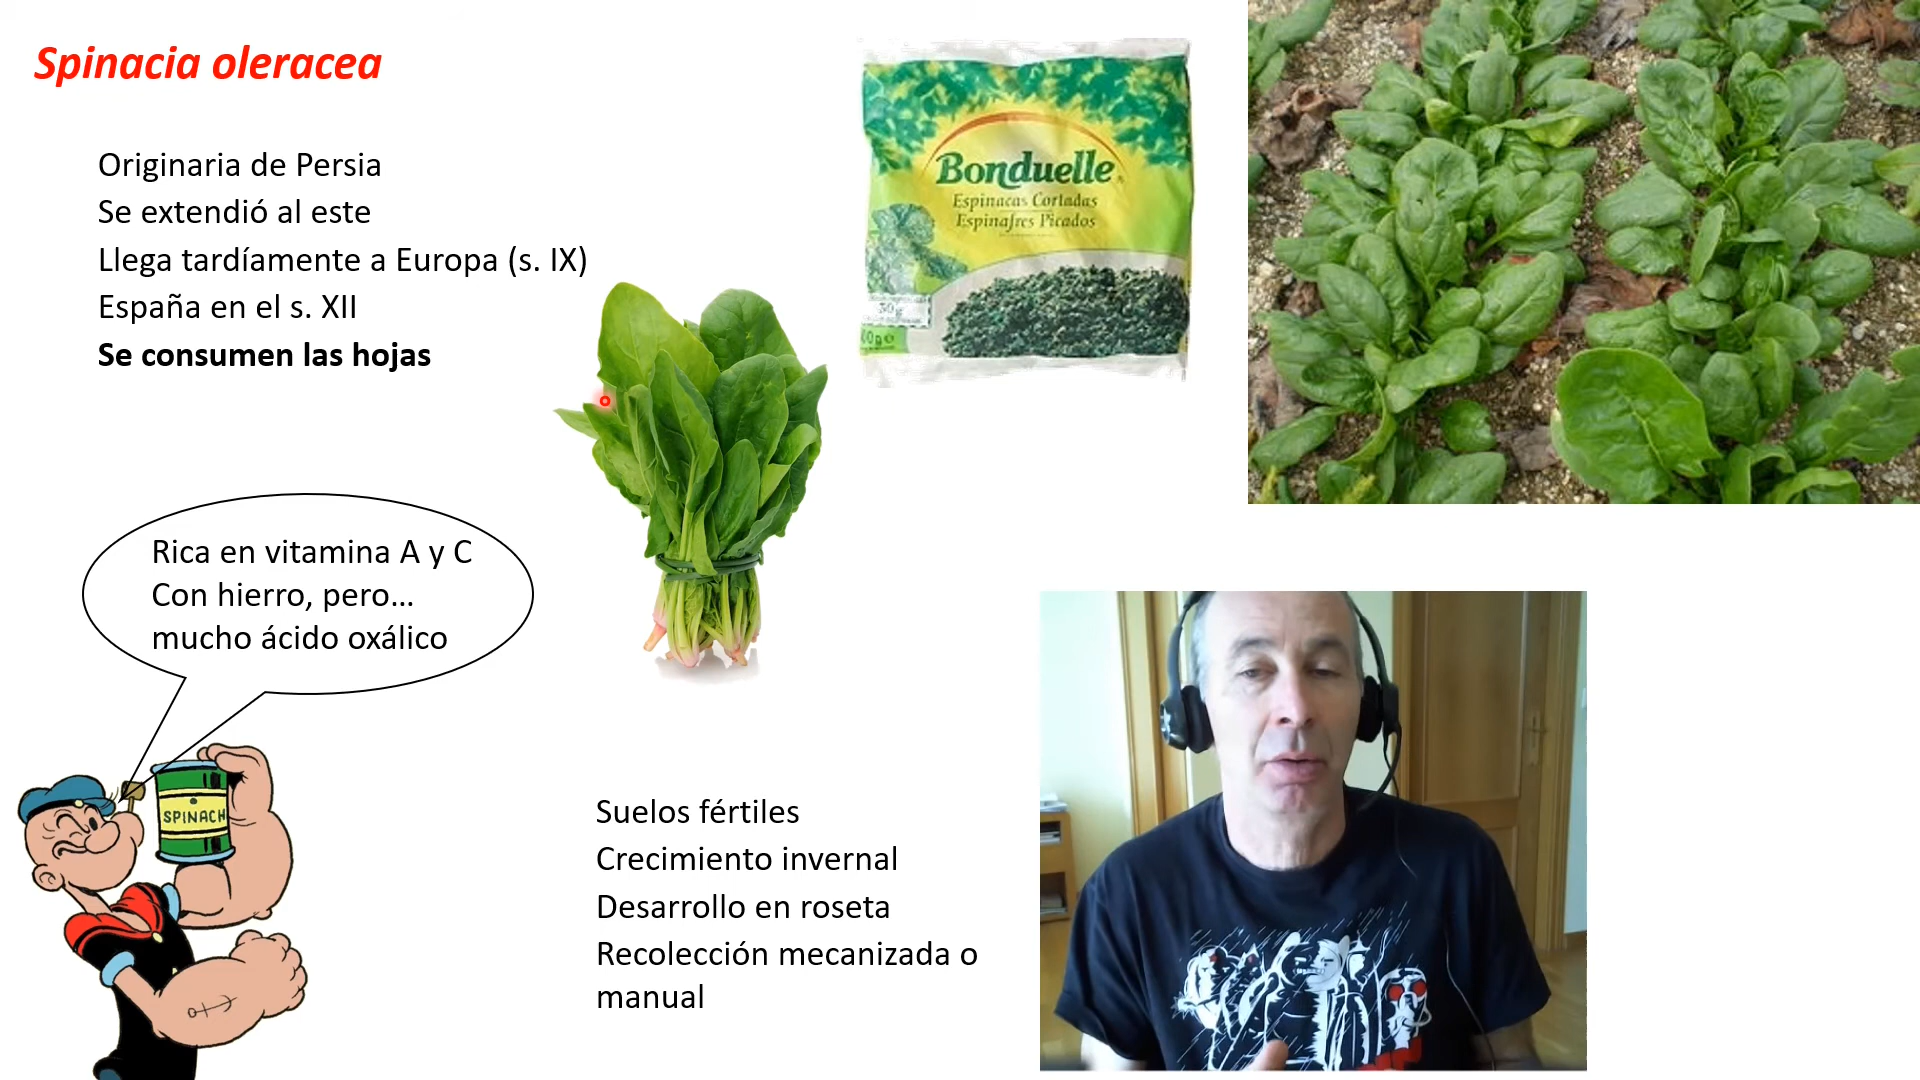 Spinacia oleracea
Originaria de Persia
Se extendió al este
Llega tardíamente a Europa (s. IX)
España en el s. XII
Se consumen las hojas
Bonduelle
Espinacas Cortadas
Espinafres Picados
Rica en vitamina A y C
Con hierro, pero...
mucho ácido oxálico
SPINACH
Suelos fértiles
Crecimiento invernal
Desarrollo en roseta
Recolección mecanizada o
manual